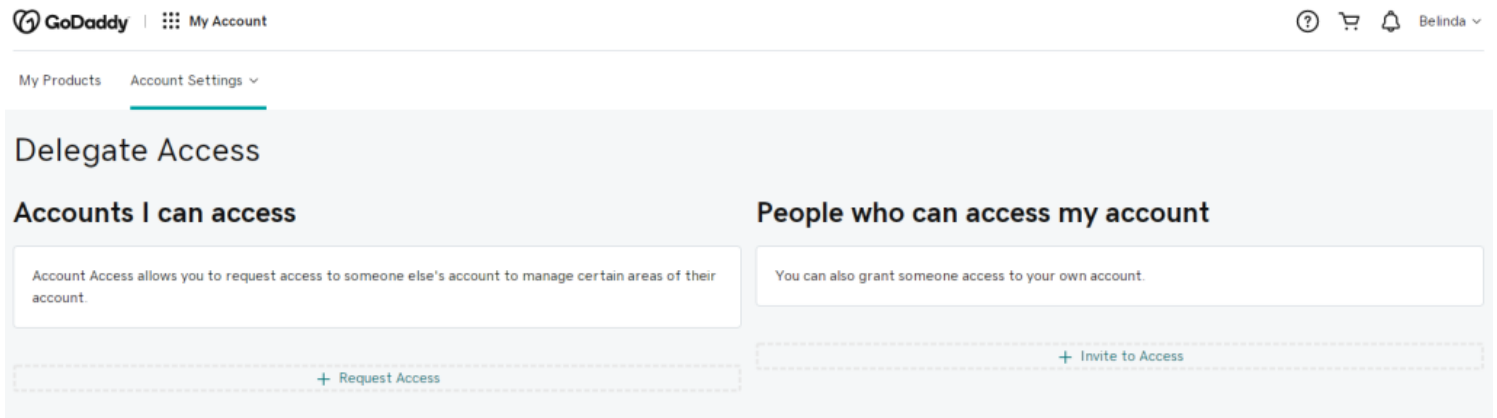 GoDaddy My Account Belinda
My Products Account Settings
Delegate Access
Accounts I can access
Account Access allows you to request access to someone else's account to manage certain areas of their
account.
+ Request Access
People who can access my account
You can also grant someone access to your own account.
+ Invite to Access